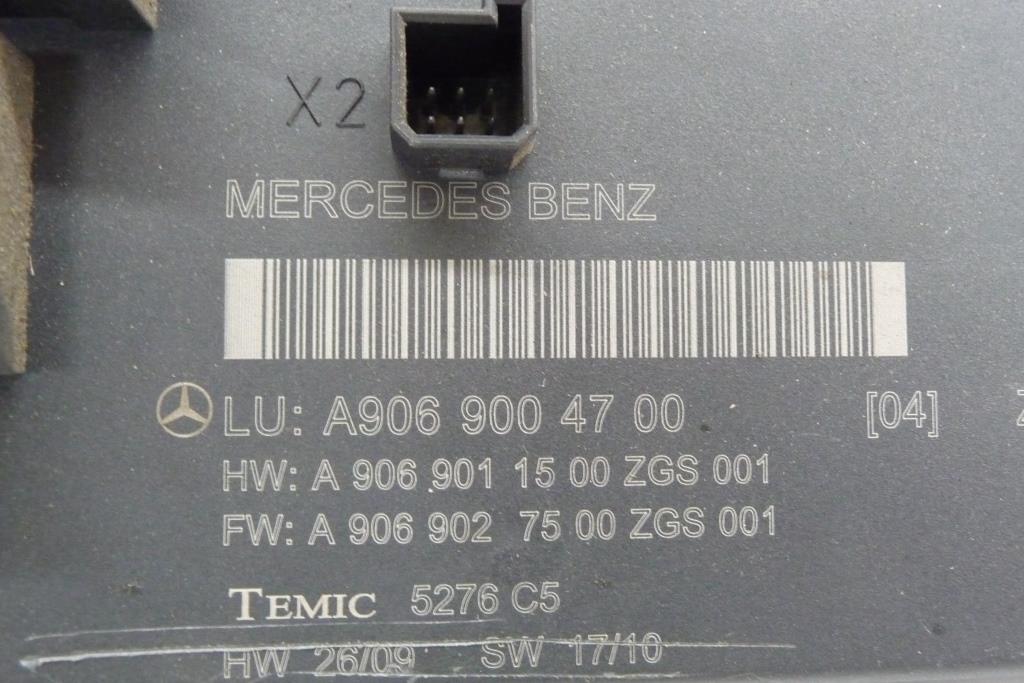 X2
MERCEDES BENZ
LU: A906 900 47 00 [04] Z
HW: A 906 901 15 00 ZGS 001
FW: A 906 902 75 00 ZGS 001
TEMIC 5276 C5
HW 26/09 SW 17/10